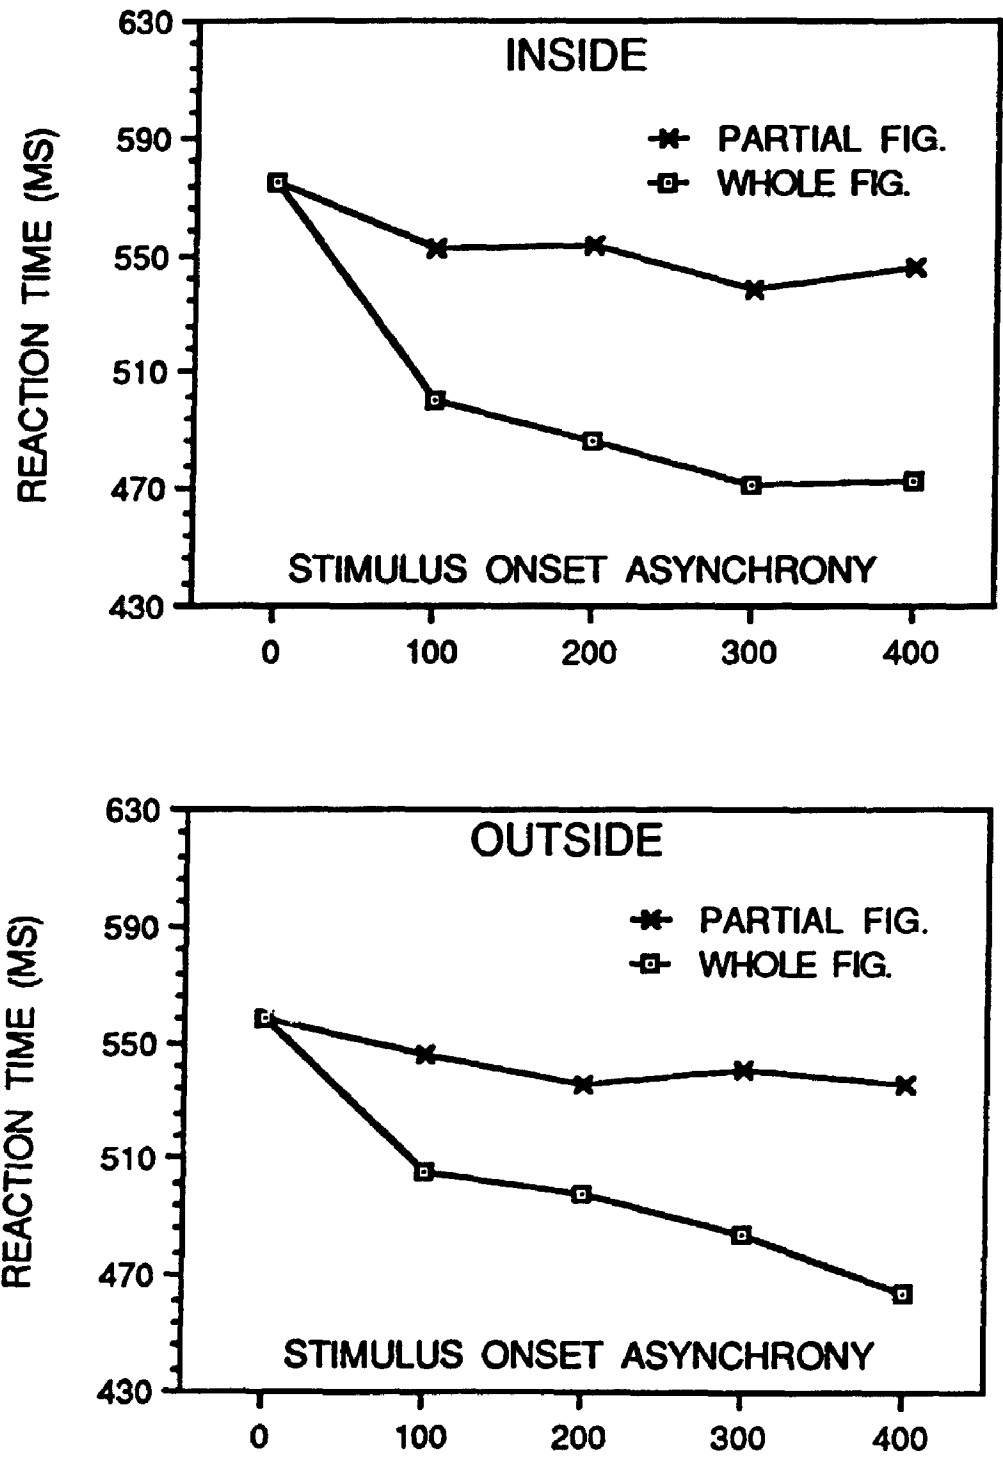 630
INSIDE
590
PARTIAL FIG.
WHOLE FIG.
550
510
470
REACTION TIME (MS)
STIMULUS ONSET ASYNCHRONY
430
0 100 200 300 400
630
OUTSIDE
590
PARTIAL FIG.
WHOLE FIG.
550
510
470
REACTION TIME (MS)
STIMULUS ONSET ASYNCHRONY
430
0 100 200 300 400